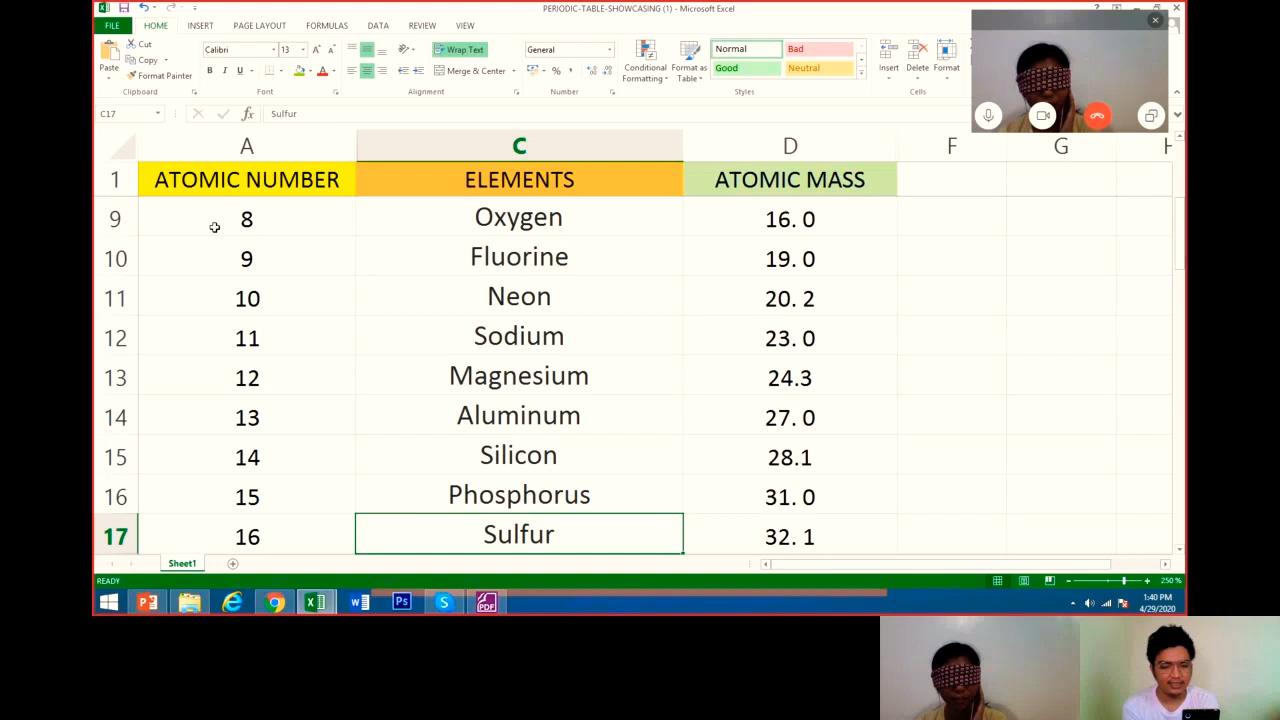 PERIODIC-TABLE-SHOWCASING (1) - Microsoft Excel
FILE HOME INSERT PAGE LAYOUT FORMULAS DATA REVIEW VIEW
Paste
Cut
Copy
Format Painter
Clipboard
Calibri 13
B I U
Font
Wrap Text
Merge & Center
Alignment
General
%
Number
Conditional Formatting
Format as Table
Normal Bad
Good Neutral
Styles
Insert Delete Format
Cells
C17 fx Sulfur
A C D F G H
1 ATOMIC NUMBER ELEMENTS ATOMIC MASS
9 8 Oxygen 16. 0
10 9 Fluorine 19. 0
11 10 Neon 20. 2
12 11 Sodium 23. 0
13 12 Magnesium 24.3
14 13 Aluminum 27. 0
15 14 Silicon 28.1
16 15 Phosphorus 31. 0
17 16 Sulfur 32. 1
Sheet1
READY 250 %
1:40 PM
4/29/2020